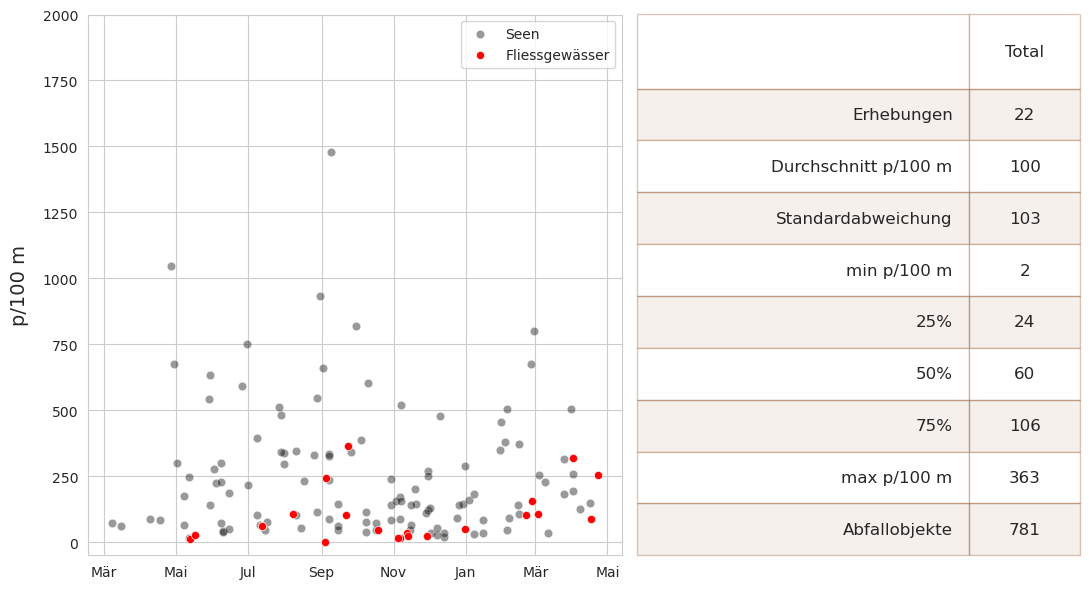 2000
1750
1500
1250
1000
750
500
250
0
p/100 m
Mär Mai Jul Sep Nov Jan Mär Mai
Seen
Fliessgewässer
Total
Erhebungen 22
Durchschnitt p/100 m 100
Standardabweichung 103
min p/100 m 2
25% 24
50% 60
75% 106
max p/100 m 363
Abfallobjekte 781